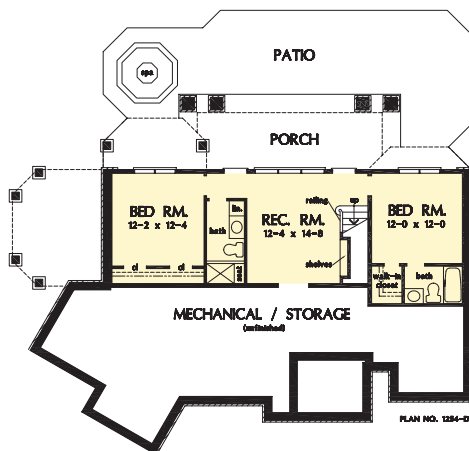 PATIO
spa
PORCH
railing
up
BED RM.
12-2 x 12-4
lin.
bath
REC. RM.
12-4 x 14-8
BED RM.
12-0 x 12-0
cl
cl
seat
shelves
walk-in
closet
bath
MECHANICAL / STORAGE
(unfinished)
PLAN NO. 1254-D